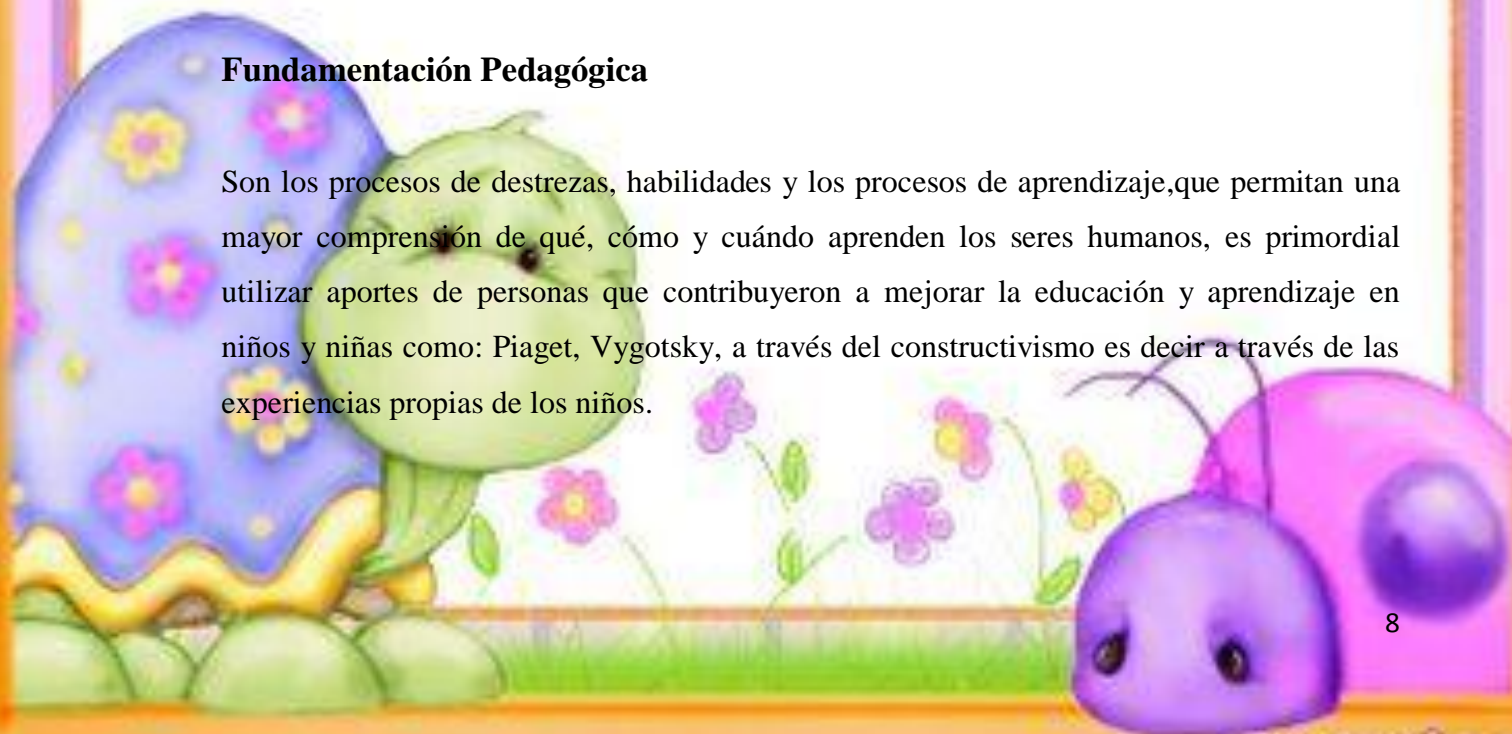 Fundamentación Pedagógica
Son los procesos de destrezas, habilidades y los procesos de aprendizaje,que permitan una
mayor comprensión de qué, cómo y cuándo aprenden los seres humanos, es primordial
utilizar aportes de personas que contribuyeron a mejorar la educación y aprendizaje en
niños y niñas como: Piaget, Vygotsky, a través del constructivismo es decir a través de las
experiencias propias de los niños.
8